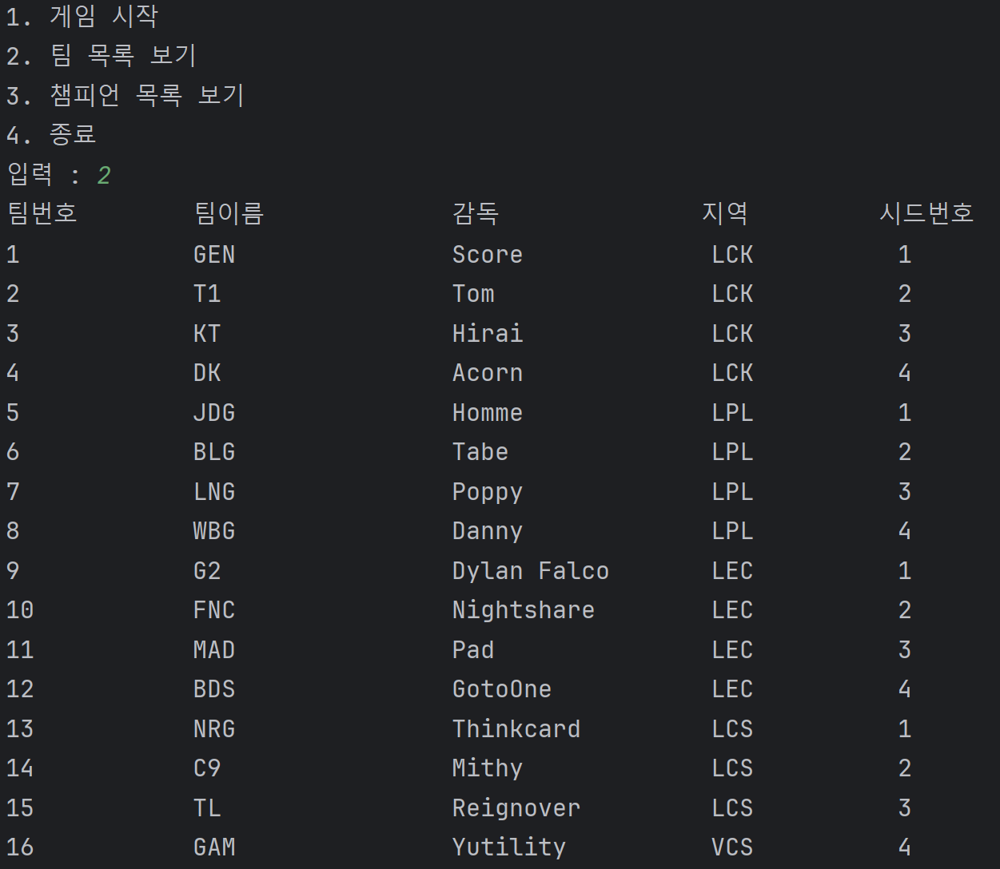 1. 게임 시작
2. 팀 목록 보기
3. 챔피언 목록 보기
4. 종료
입력 : 2
팀번호 팀이름 감독 지역 시드번호
1 GEN Score LCK 1
2 T1 Tom LCK 2
3 KT Hirai LCK 3
4 DK Acorn LCK 4
5 JDG Homme LPL 1
6 BLG Tabe LPL 2
7 LNG Poppy LPL 3
8 WBG Danny LPL 4
9 G2 Dylan Falco LEC 1
10 FNC Nightshare LEC 2
11 MAD Pad LEC 3
12 BDS GotoOne LEC 4
13 NRG Thinkcard LCS 1
14 C9 Mithy LCS 2
15 TL Reignover LCS 3
16 GAM Yutility VCS 4